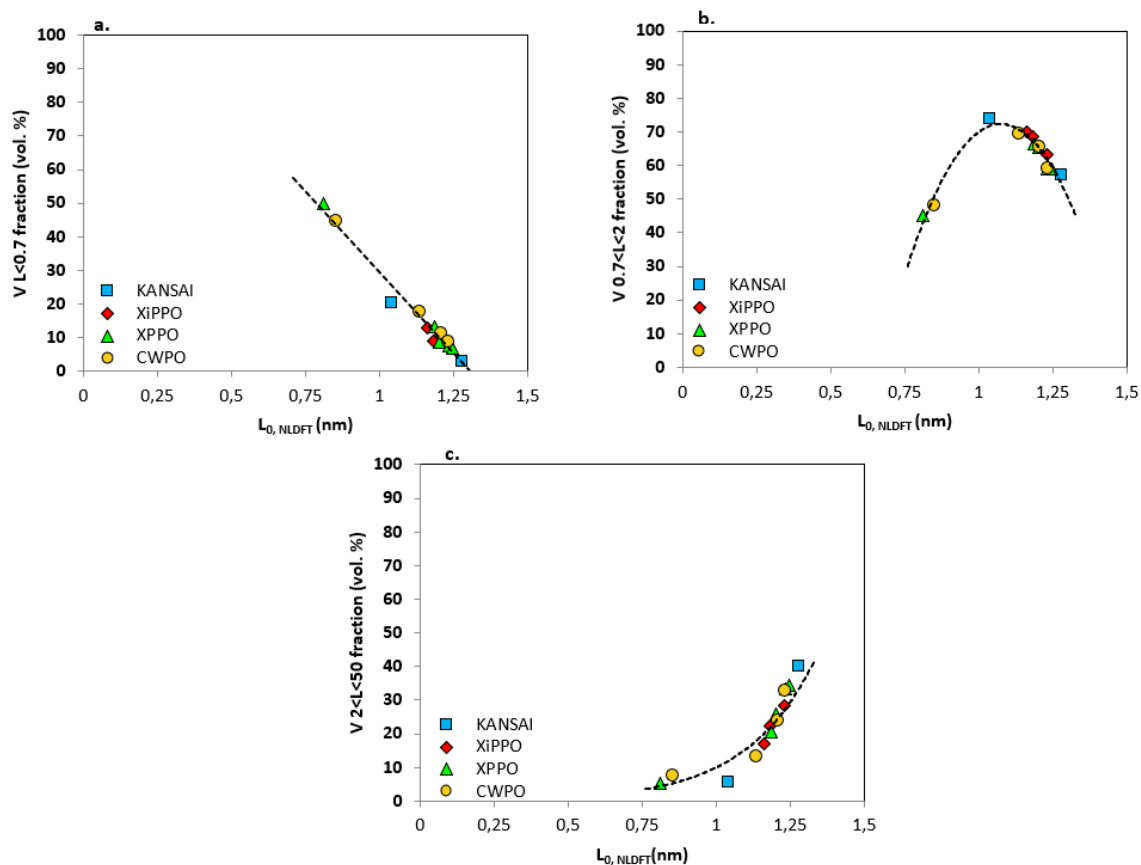 a.
100
90
80
70
60
50
40
30
20
10
0
V L<0.7 fraction (vol. %)
KANSAI
XiPPO
XPPO
CWPO
0 0,25 0,5 0,75 1 1,25 1,5
L0, NLDFT (nm)
b.
100
90
80
70
60
50
40
30
20
10
0
V 0.7<L<2 fraction (vol. %)
KANSAI
XiPPO
XPPO
CWPO
0 0,25 0,5 0,75 1 1,25 1,5
L0, NLDFT (nm)
c.
100
90
80
70
60
50
40
30
20
10
0
V 2<L<50 fraction (vol. %)
KANSAI
XiPPO
XPPO
CWPO
0 0,25 0,5 0,75 1 1,25 1,5
L0, NLDFT(nm)